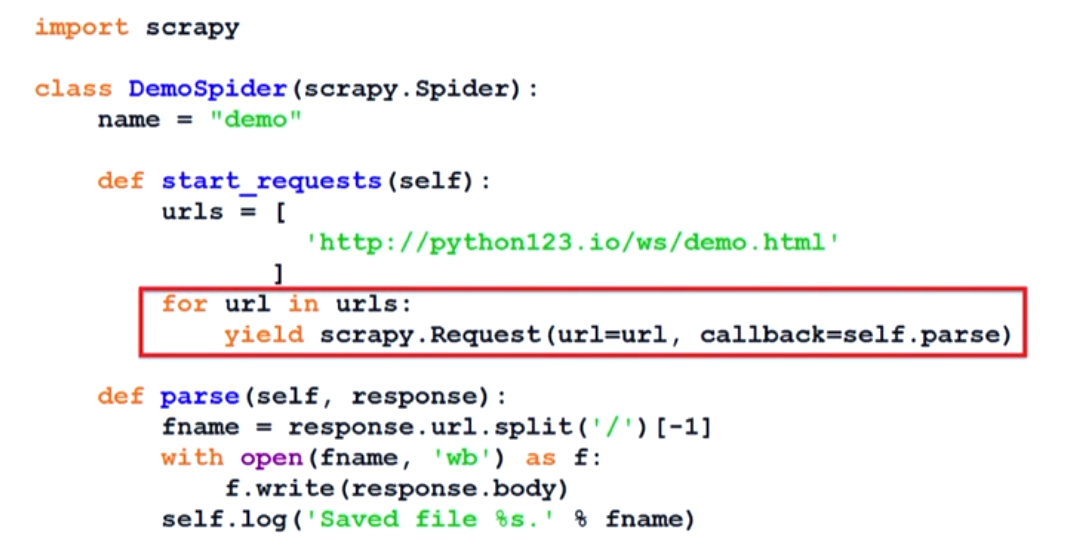 import scrapy
class DemoSpider(scrapy.Spider):
    name = "demo"
    def start_requests(self):
        urls = [
                 'http://python123.io/ws/demo.html'
               ]
        for url in urls:
            yield scrapy.Request(url=url, callback=self.parse)
    def parse(self, response):
        fname = response.url.split('/')[-1]
        with open(fname, 'wb') as f:
            f.write(response.body)
        self.log('Saved file %s.' % fname)